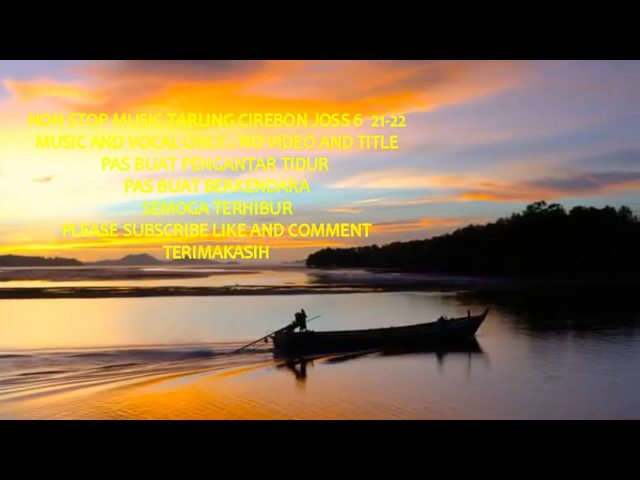 NON STOP MUSIC TARLING CIREBON JOSS 6  21-22
MUSIC AND VOCAL ONLY... NO VIDEO AND TITLE
PAS BUAT PENGANTAR TIDUR
PAS BUAT BERKENDARA
SEMOGA TERHIBUR
PLEASE SUBSCRIBE LIKE AND COMMENT
TERIMAKASIH